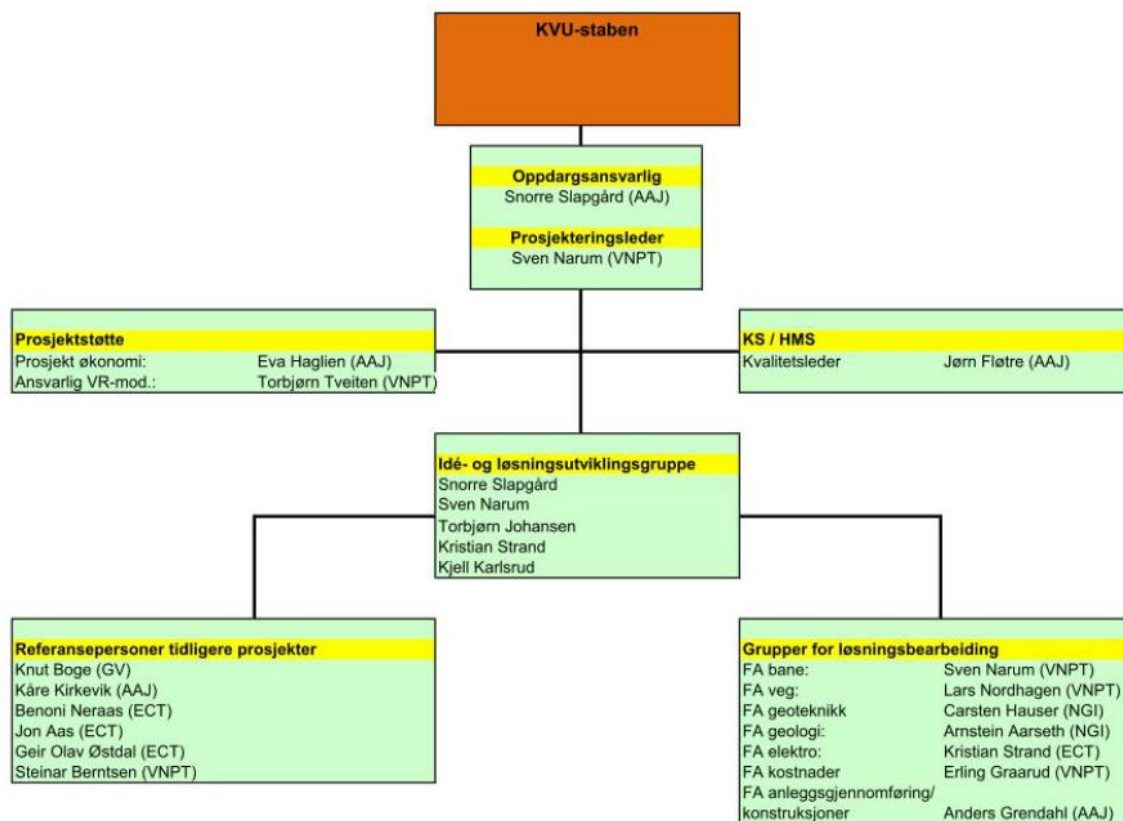 KVU-staben
Oppdargsansvarlig
Snorre Slapgård (AAJ)
Prosjekteringsleder
Sven Narum (VNPT)
Prosjektstøtte
Prosjekt økonomi: Eva Haglien (AAJ)
Ansvarlig VR-mod.: Torbjørn Tveiten (VNPT)
KS / HMS
Kvalitetsleder Jørn Fløtre (AAJ)
Idé- og løsningsutviklingsgruppe
Snorre Slapgård
Sven Narum
Torbjørn Johansen
Kristian Strand
Kjell Karlsrud
Referansepersoner tidligere prosjekter
Knut Boge (GV)
Kåre Kirkevik (AAJ)
Benoni Neraas (ECT)
Jon Aas (ECT)
Geir Olav Østdal (ECT)
Steinar Berntsen (VNPT)
Grupper for løsningsbearbeiding
FA bane: Sven Narum (VNPT)
FA veg: Lars Nordhagen (VNPT)
FA geoteknikk Carsten Hauser (NGI)
FA geologi: Arnstein Aarseth (NGI)
FA elektro: Kristian Strand (ECT)
FA kostnader Erling Graarud (VNPT)
FA anleggsgjennomføring/
konstruksjoner Anders Grendahl (AAJ)